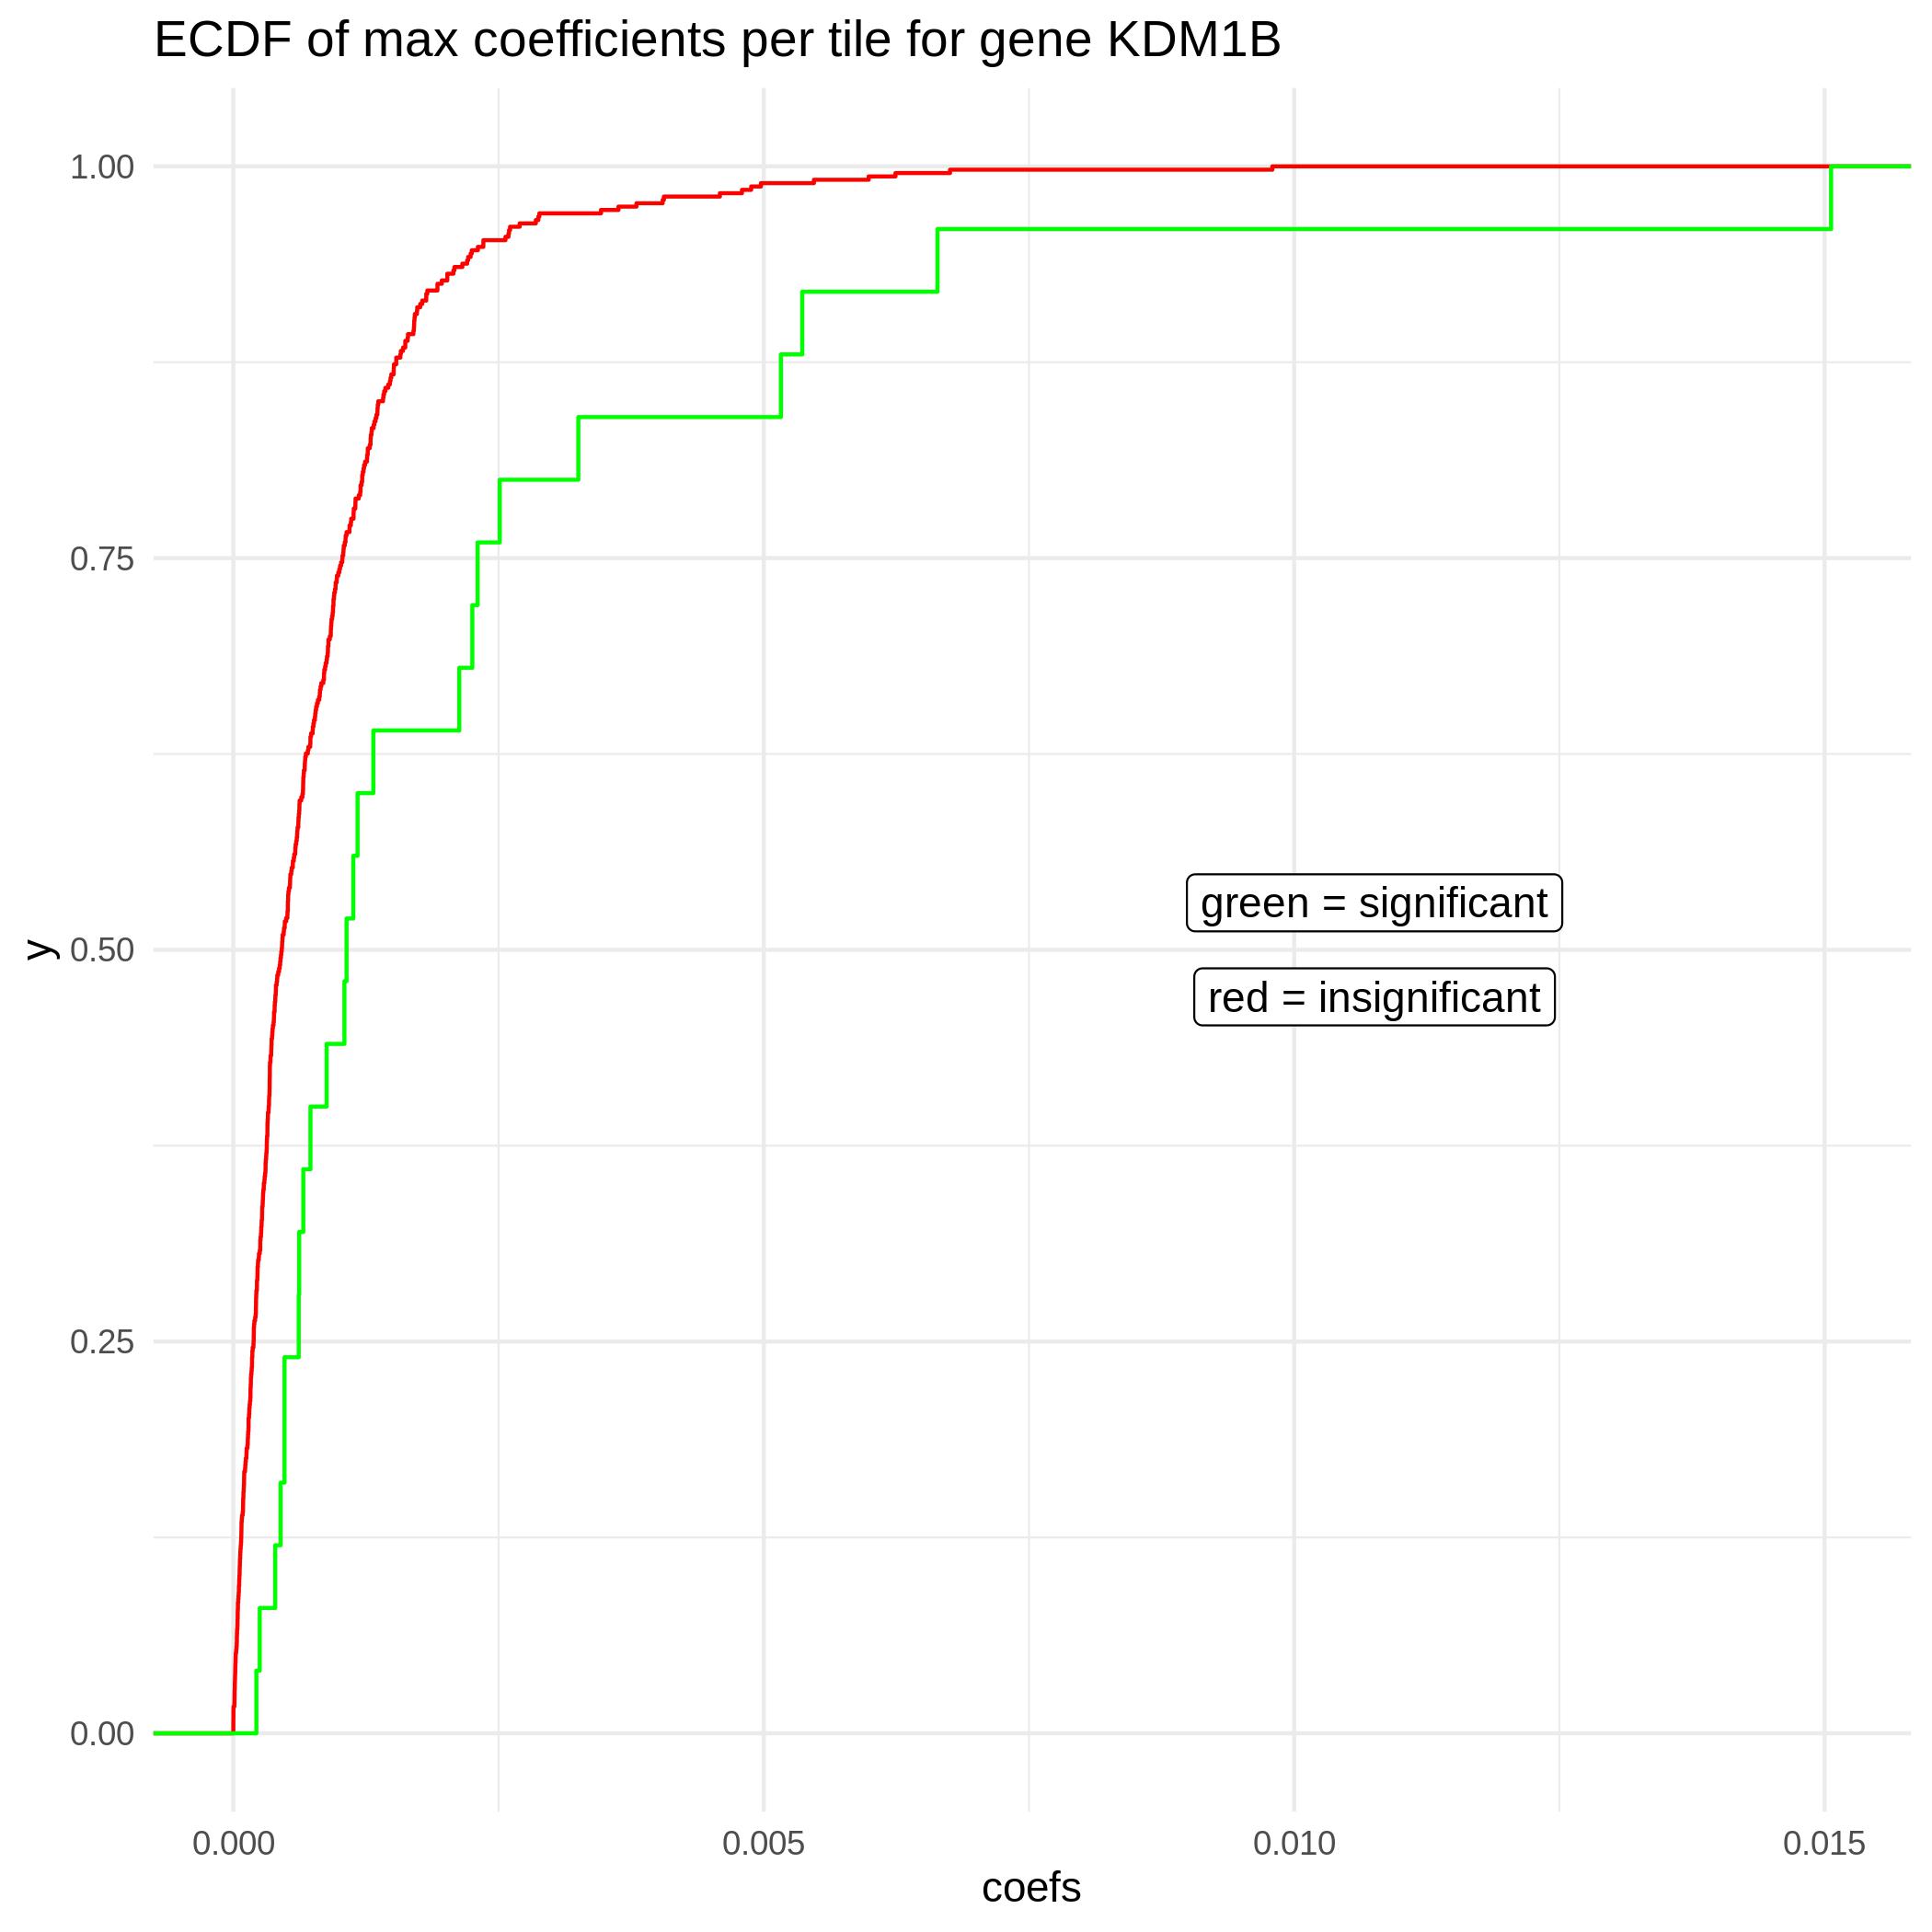 ECDF of max coefficients per tile for gene KDM1B
1.00
0.75
0.50
0.25
0.00
y
green = significant
red = insignificant
0.000 0.005 0.010 0.015
coefs